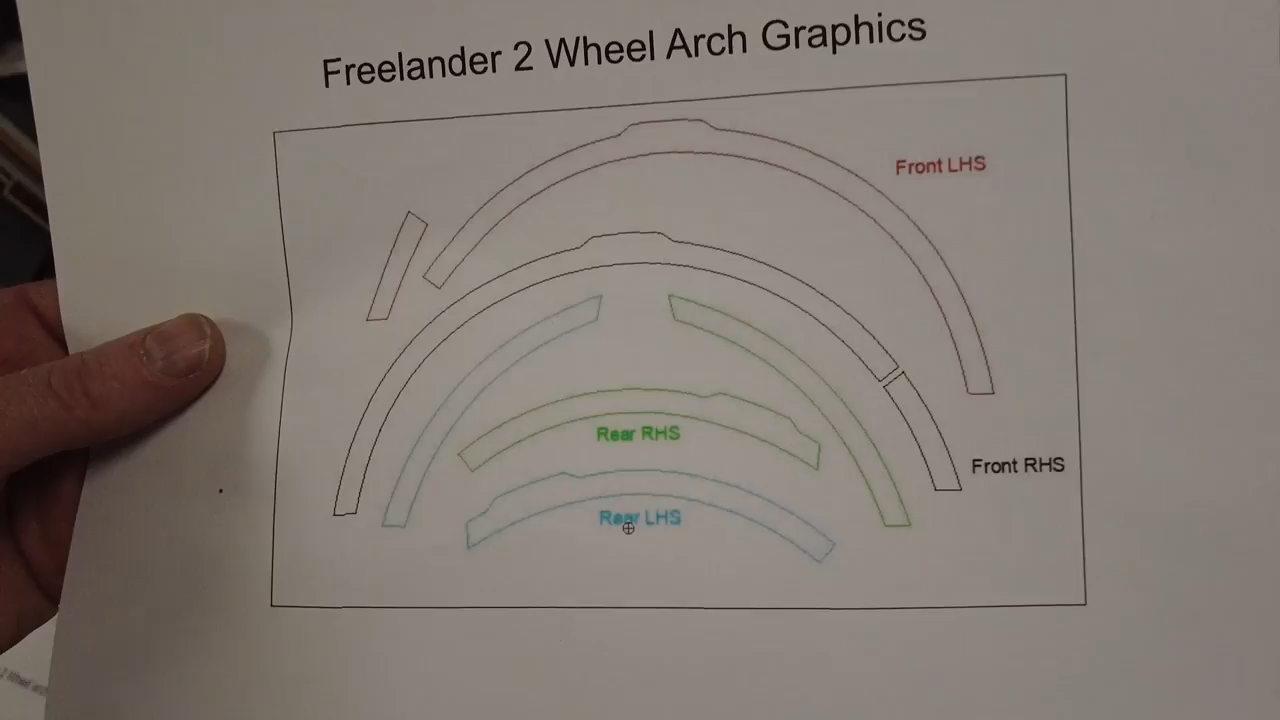 Freelander 2 Wheel Arch Graphics
Front LHS
Rear RHS
Front RHS
Rear LHS